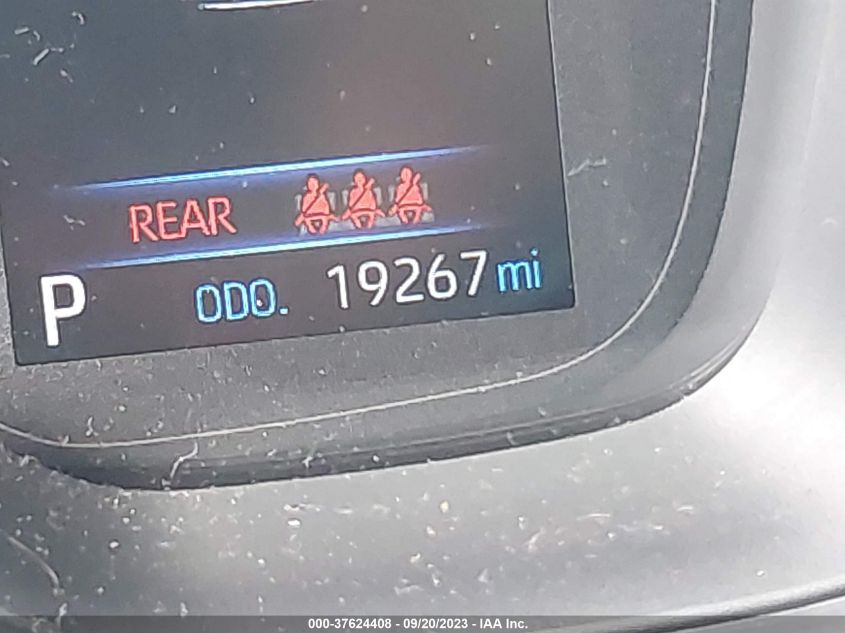 REAR
P ODO. 19267 mi
000-37624408 - 09/20/2023 - IAA Inc.